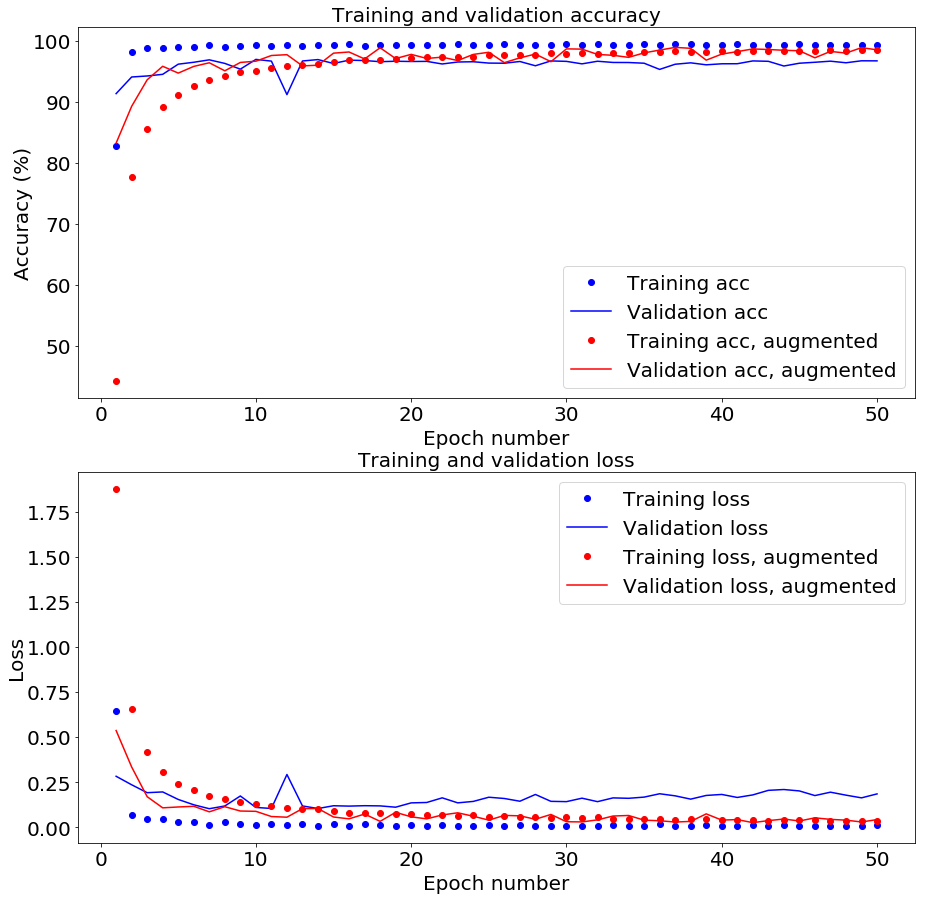 Training and validation accuracy
100
90
80
70
60
50
Accuracy (%)
Training acc
Validation acc
Training acc, augmented
Validation acc, augmented
0 10 20 30 40 50
Epoch number
Training and validation loss
1.75
1.50
1.25
1.00
0.75
0.50
0.25
0.00
Loss
Training loss
Validation loss
Training loss, augmented
Validation loss, augmented
0 10 20 30 40 50
Epoch number